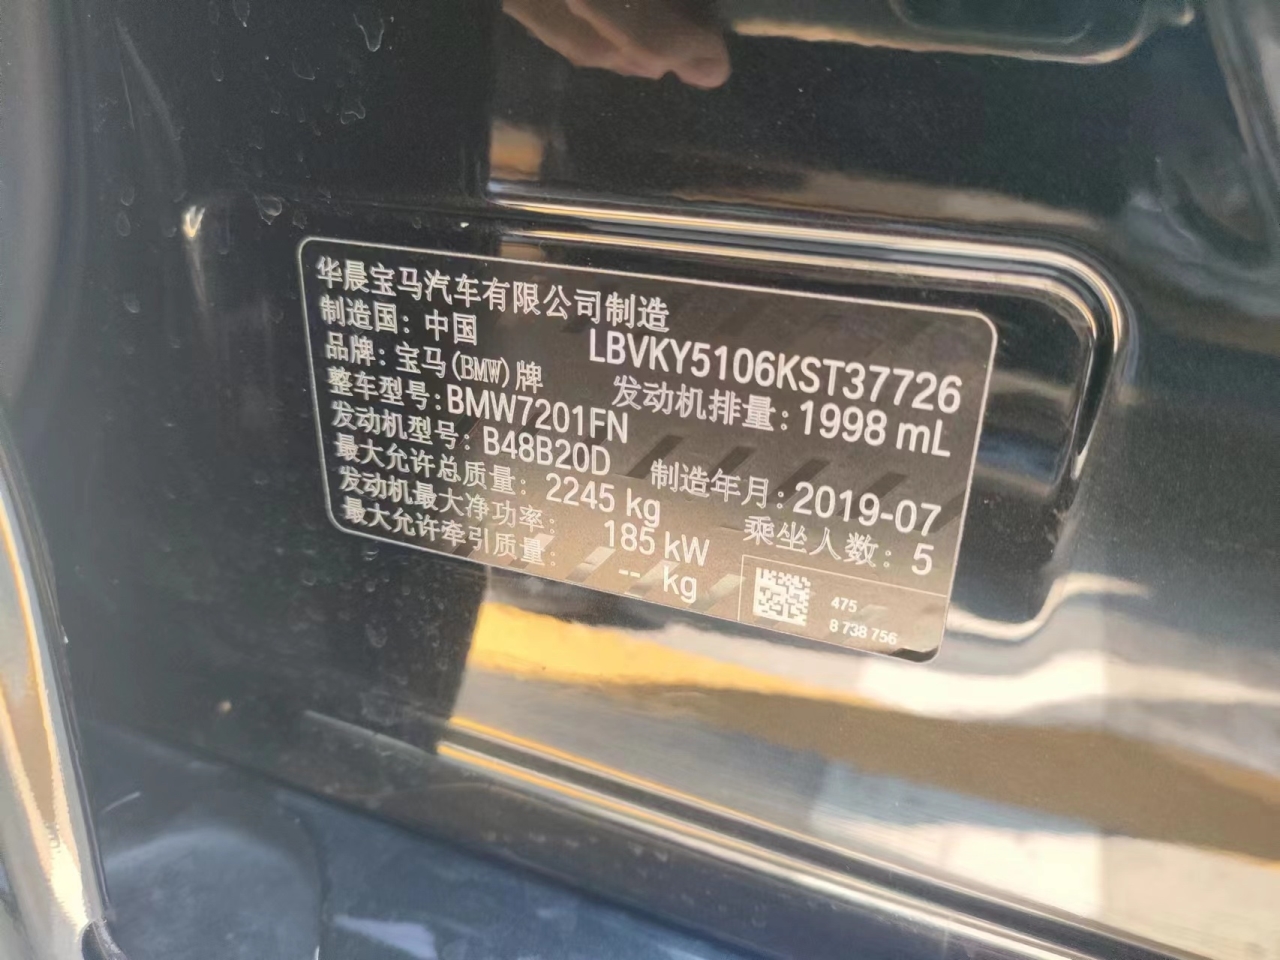 华晨宝马汽车有限公司制造
制造国：中国
LBVKY5106KST37726
品牌：宝马(BMW)牌
发动机排量：1998 mL
整车型号：BMW7201FN
发动机型号：B48B20D
制造年月：2019-07
最大允许总质量：2245 kg
乘坐人数：5
发动机最大净功率：185 kW
最大允许牵引质量：-- kg
475
8 738 756